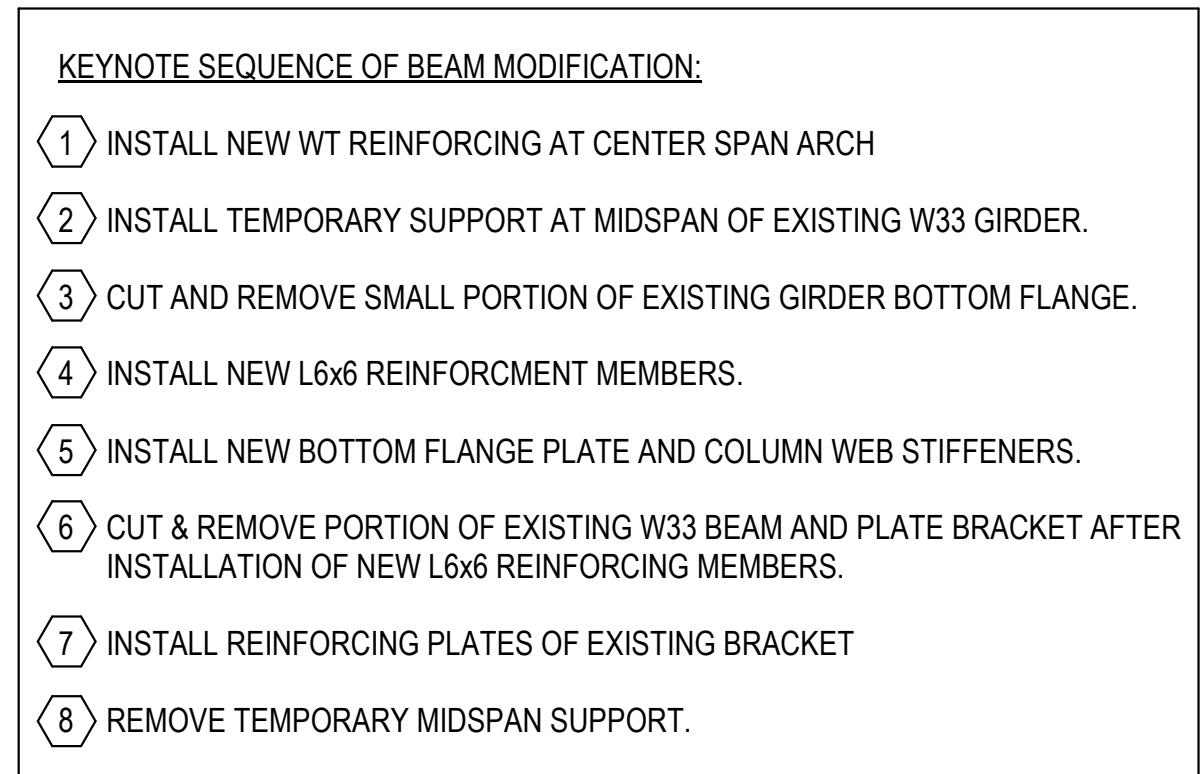 KEYNOTE SEQUENCE OF BEAM MODIFICATION:
1 INSTALL NEW WT REINFORCING AT CENTER SPAN ARCH
2 INSTALL TEMPORARY SUPPORT AT MIDSPAN OF EXISTING W33 GIRDER.
3 CUT AND REMOVE SMALL PORTION OF EXISTING GIRDER BOTTOM FLANGE.
4 INSTALL NEW L6x6 REINFORCMENT MEMBERS.
5 INSTALL NEW BOTTOM FLANGE PLATE AND COLUMN WEB STIFFENERS.
6 CUT & REMOVE PORTION OF EXISTING W33 BEAM AND PLATE BRACKET AFTER
INSTALLATION OF NEW L6x6 REINFORCING MEMBERS.
7 INSTALL REINFORCING PLATES OF EXISTING BRACKET
8 REMOVE TEMPORARY MIDSPAN SUPPORT.